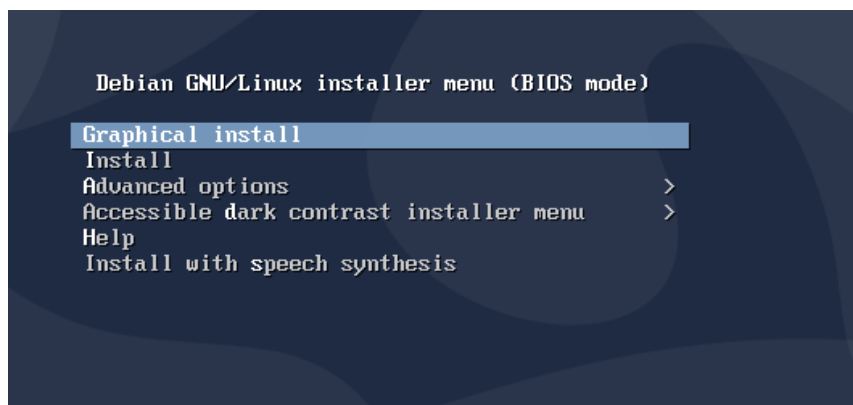 Debian GNU/Linux installer menu (BIOS mode)
Graphical install
Install
Advanced options >
Accessible dark contrast installer menu >
Help
Install with speech synthesis